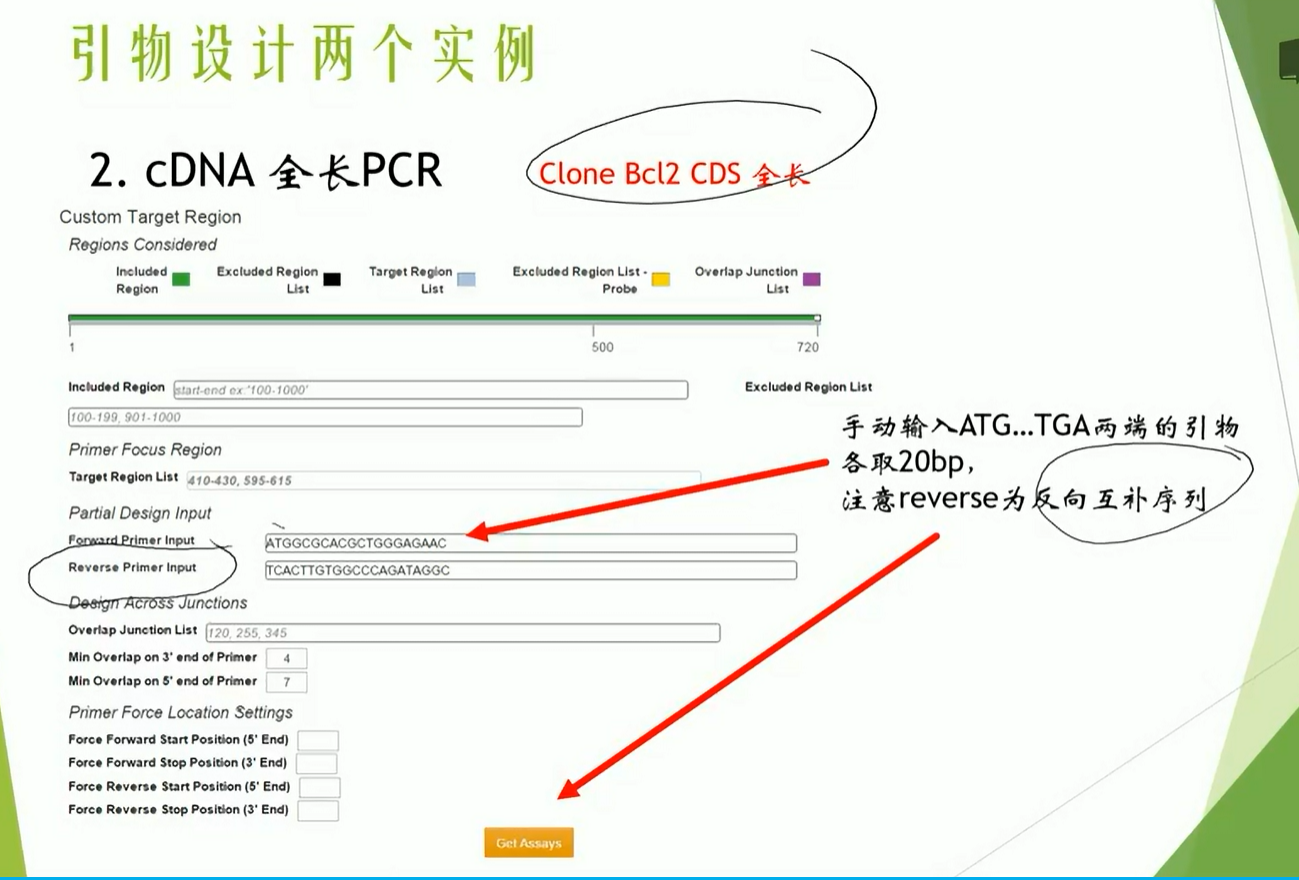 引物设计两个实例
2. cDNA 全长PCR
Clone Bcl2 CDS 全长
Custom Target Region
Regions Considered
Included Region
Excluded Region List
Target Region List
Excluded Region List - Probe
Overlap Junction List
1
500
720
Included Region start-end ex:'100-1000'
Excluded Region List
100-199, 901-1000
Primer Focus Region
Target Region List 410-430, 595-615
Partial Design Input
Forward Primer Input ATGGCGCACGCTGGGAGAAC
Reverse Primer Input TCACTTGTGGCCCAGATAGGC
手动输入ATG...TGA两端的引物
各取20bp,
注意reverse为反向互补序列
Design Across Junctions
Overlap Junction List 120, 255, 345
Min Overlap on 3' end of Primer 4
Min Overlap on 5' end of Primer 7
Primer Force Location Settings
Force Forward Start Position (5' End)
Force Forward Stop Position (3' End)
Force Reverse Start Position (5' End)
Force Reverse Stop Position (3' End)
Get Assays